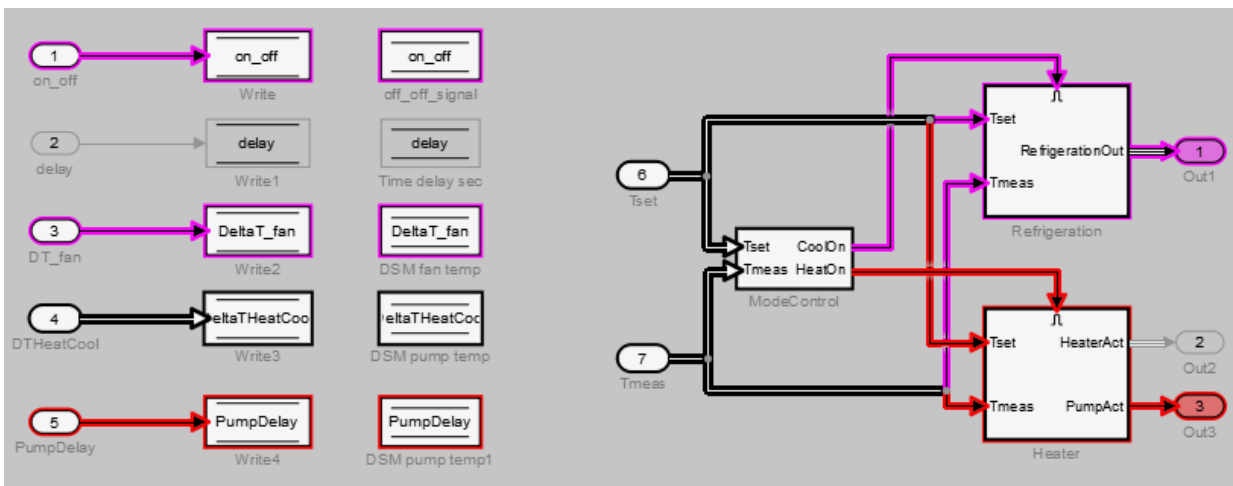 1
on_off
on_off
Write
on_off
off_off_signal
2
delay
delay
Write1
delay
Time delay sec
3
DT_fan
DeltaT_fan
Write2
DeltaT_fan
DSM fan temp
4
DTHeatCool
eltaTHeatCoo
Write3
eltaTHeatCoo
DSM pump temp
5
PumpDelay
PumpDelay
Write4
PumpDelay
DSM pump temp1
6
Tset
7
Tmeas
Tset
Tmeas
CoolOn
HeatOn
ModeControl
Tset
Tmeas
RefrigerationOut
Refrigeration
1
Out1
Tset
Tmeas
HeaterAct
PumpAct
Heater
2
Out2
3
Out3